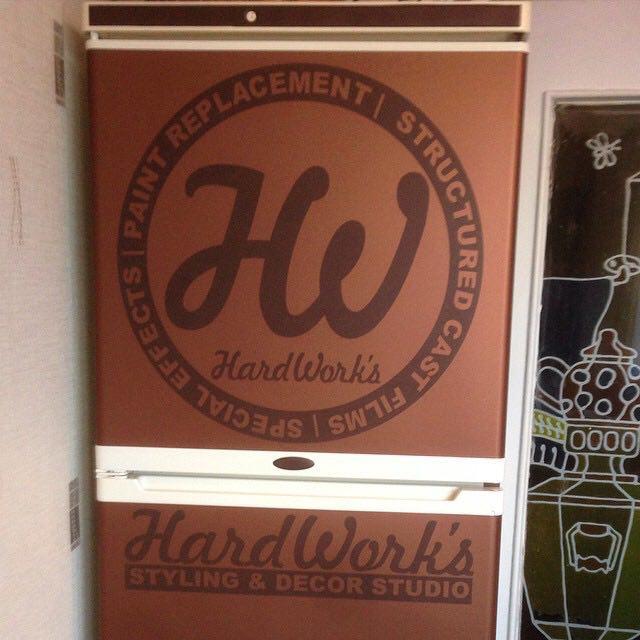 PAINT REPLACEMENT | STRUCTURED CAST FILMS | SPECIAL EFFECTS |
HW
HardWork's
HardWork's
STYLING & DECOR STUDIO